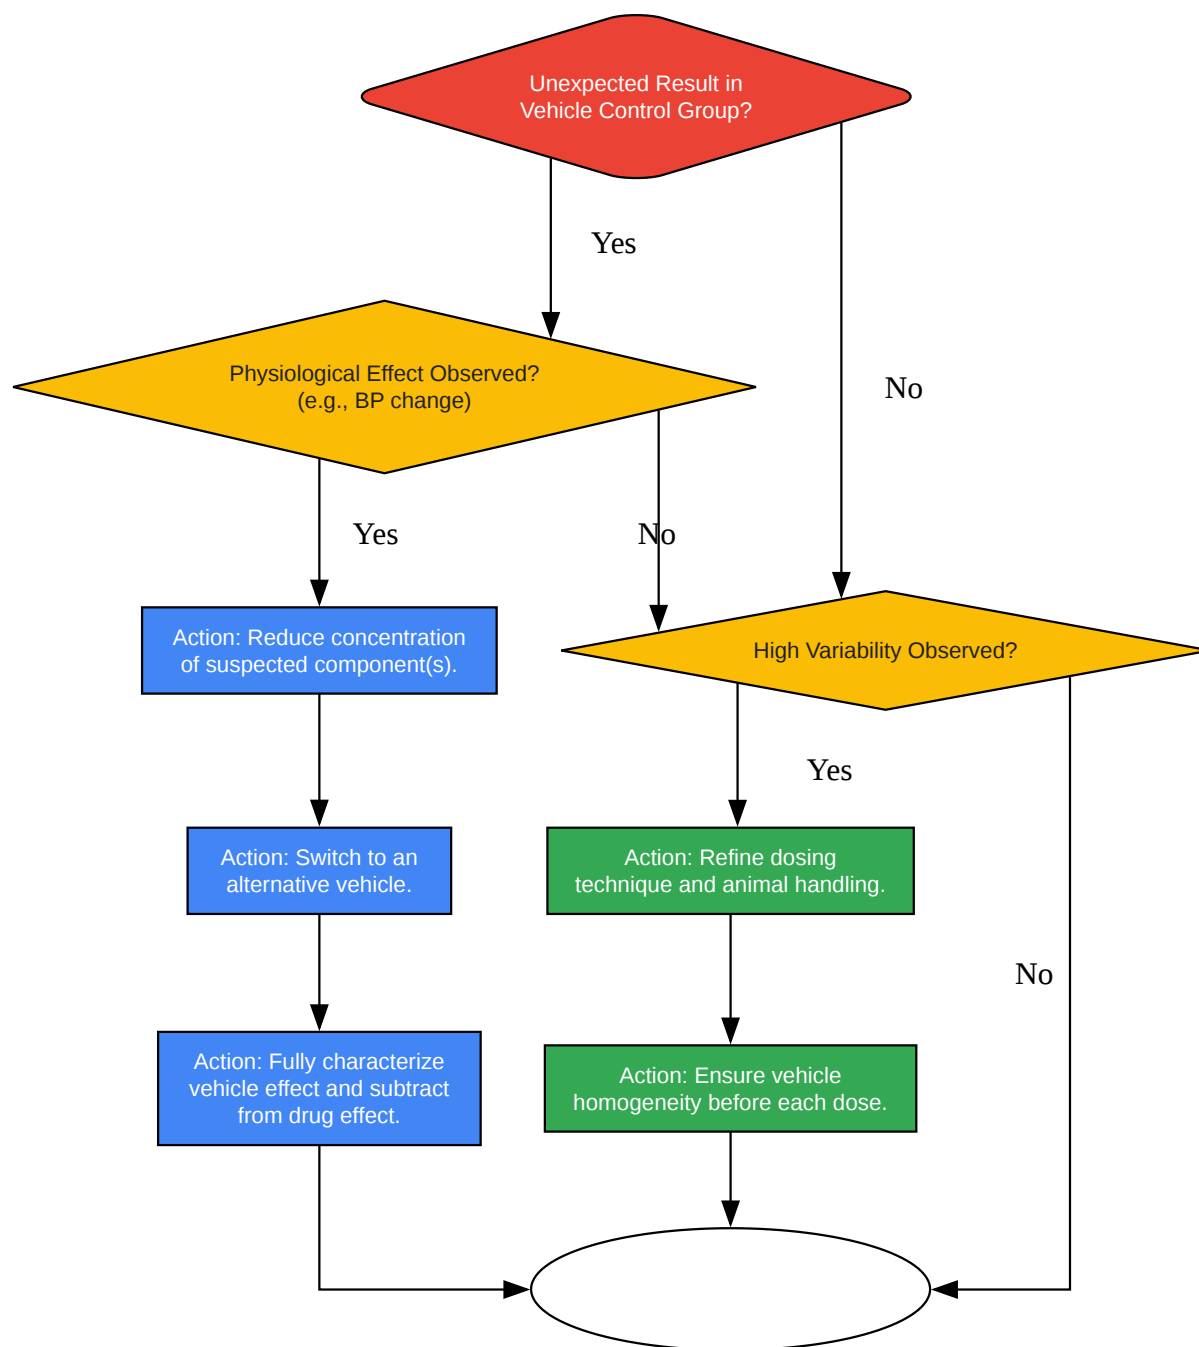 Unexpected Result in
Vehicle Control Group?
Yes
No
Physiological Effect Observed?
(e.g., BP change)
Yes
No
Action: Reduce concentration
of suspected component(s).
High Variability Observed?
Yes
Action: Switch to an
alternative vehicle.
Action: Refine dosing
technique and animal handling.
No
Action: Fully characterize
vehicle effect and subtract
from drug effect.
Action: Ensure vehicle
homogeneity before each dose.